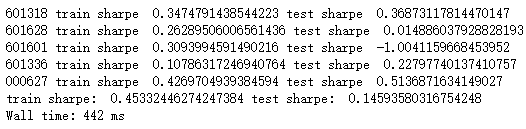 601318 train sharpe  0.3474791438544223 test sharpe  0.36873117814470147
601628 train sharpe  0.26289506006561436 test sharpe  0.014886037928828193
601601 train sharpe  0.3093994591490216 test sharpe  -1.0041159668453952
601336 train sharpe  0.10786317246940764 test sharpe  0.22797740137410757
000627 train sharpe  0.4269704939384594 test sharpe  0.5136871634149027
train sharpe:  0.45332446274247384 test sharpe:  0.14593580316754248
Wall time: 442 ms